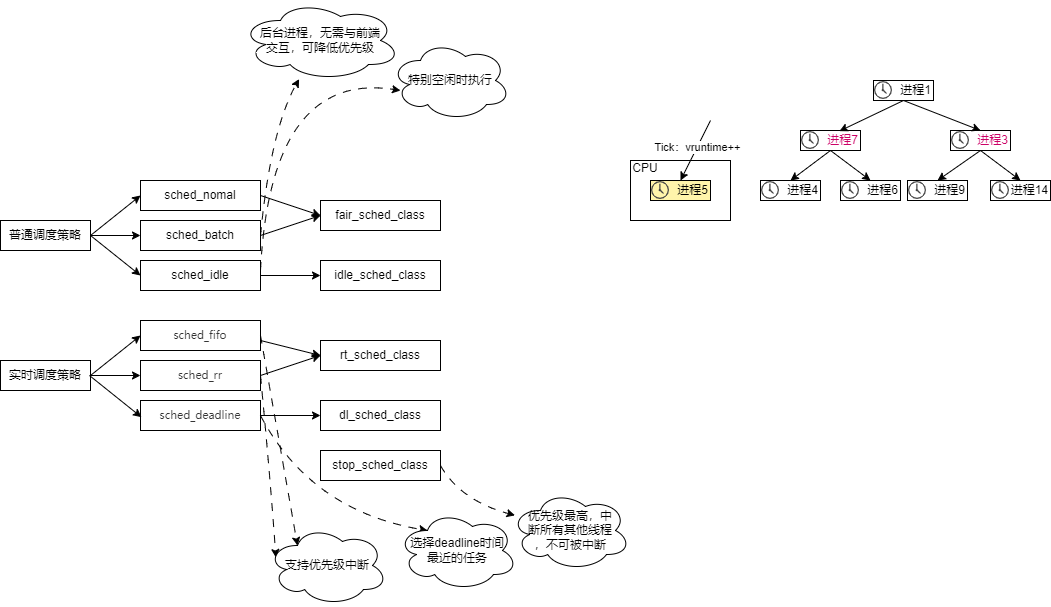 后台进程，无需与前端
交互，可降低优先级
特别空闲时执行
普通调度策略
sched_nomal
sched_batch
sched_idle
fair_sched_class
idle_sched_class
实时调度策略
sched_fifo
sched_rr
sched_deadline
rt_sched_class
dl_sched_class
stop_sched_class
支持优先级中断
选择deadline时间
最近的任务
优先级最高，中
断所有其他线程
，不可被中断
Tick：vruntime++
CPU
进程5
进程1
进程7
进程3
进程4
进程6
进程9
进程14